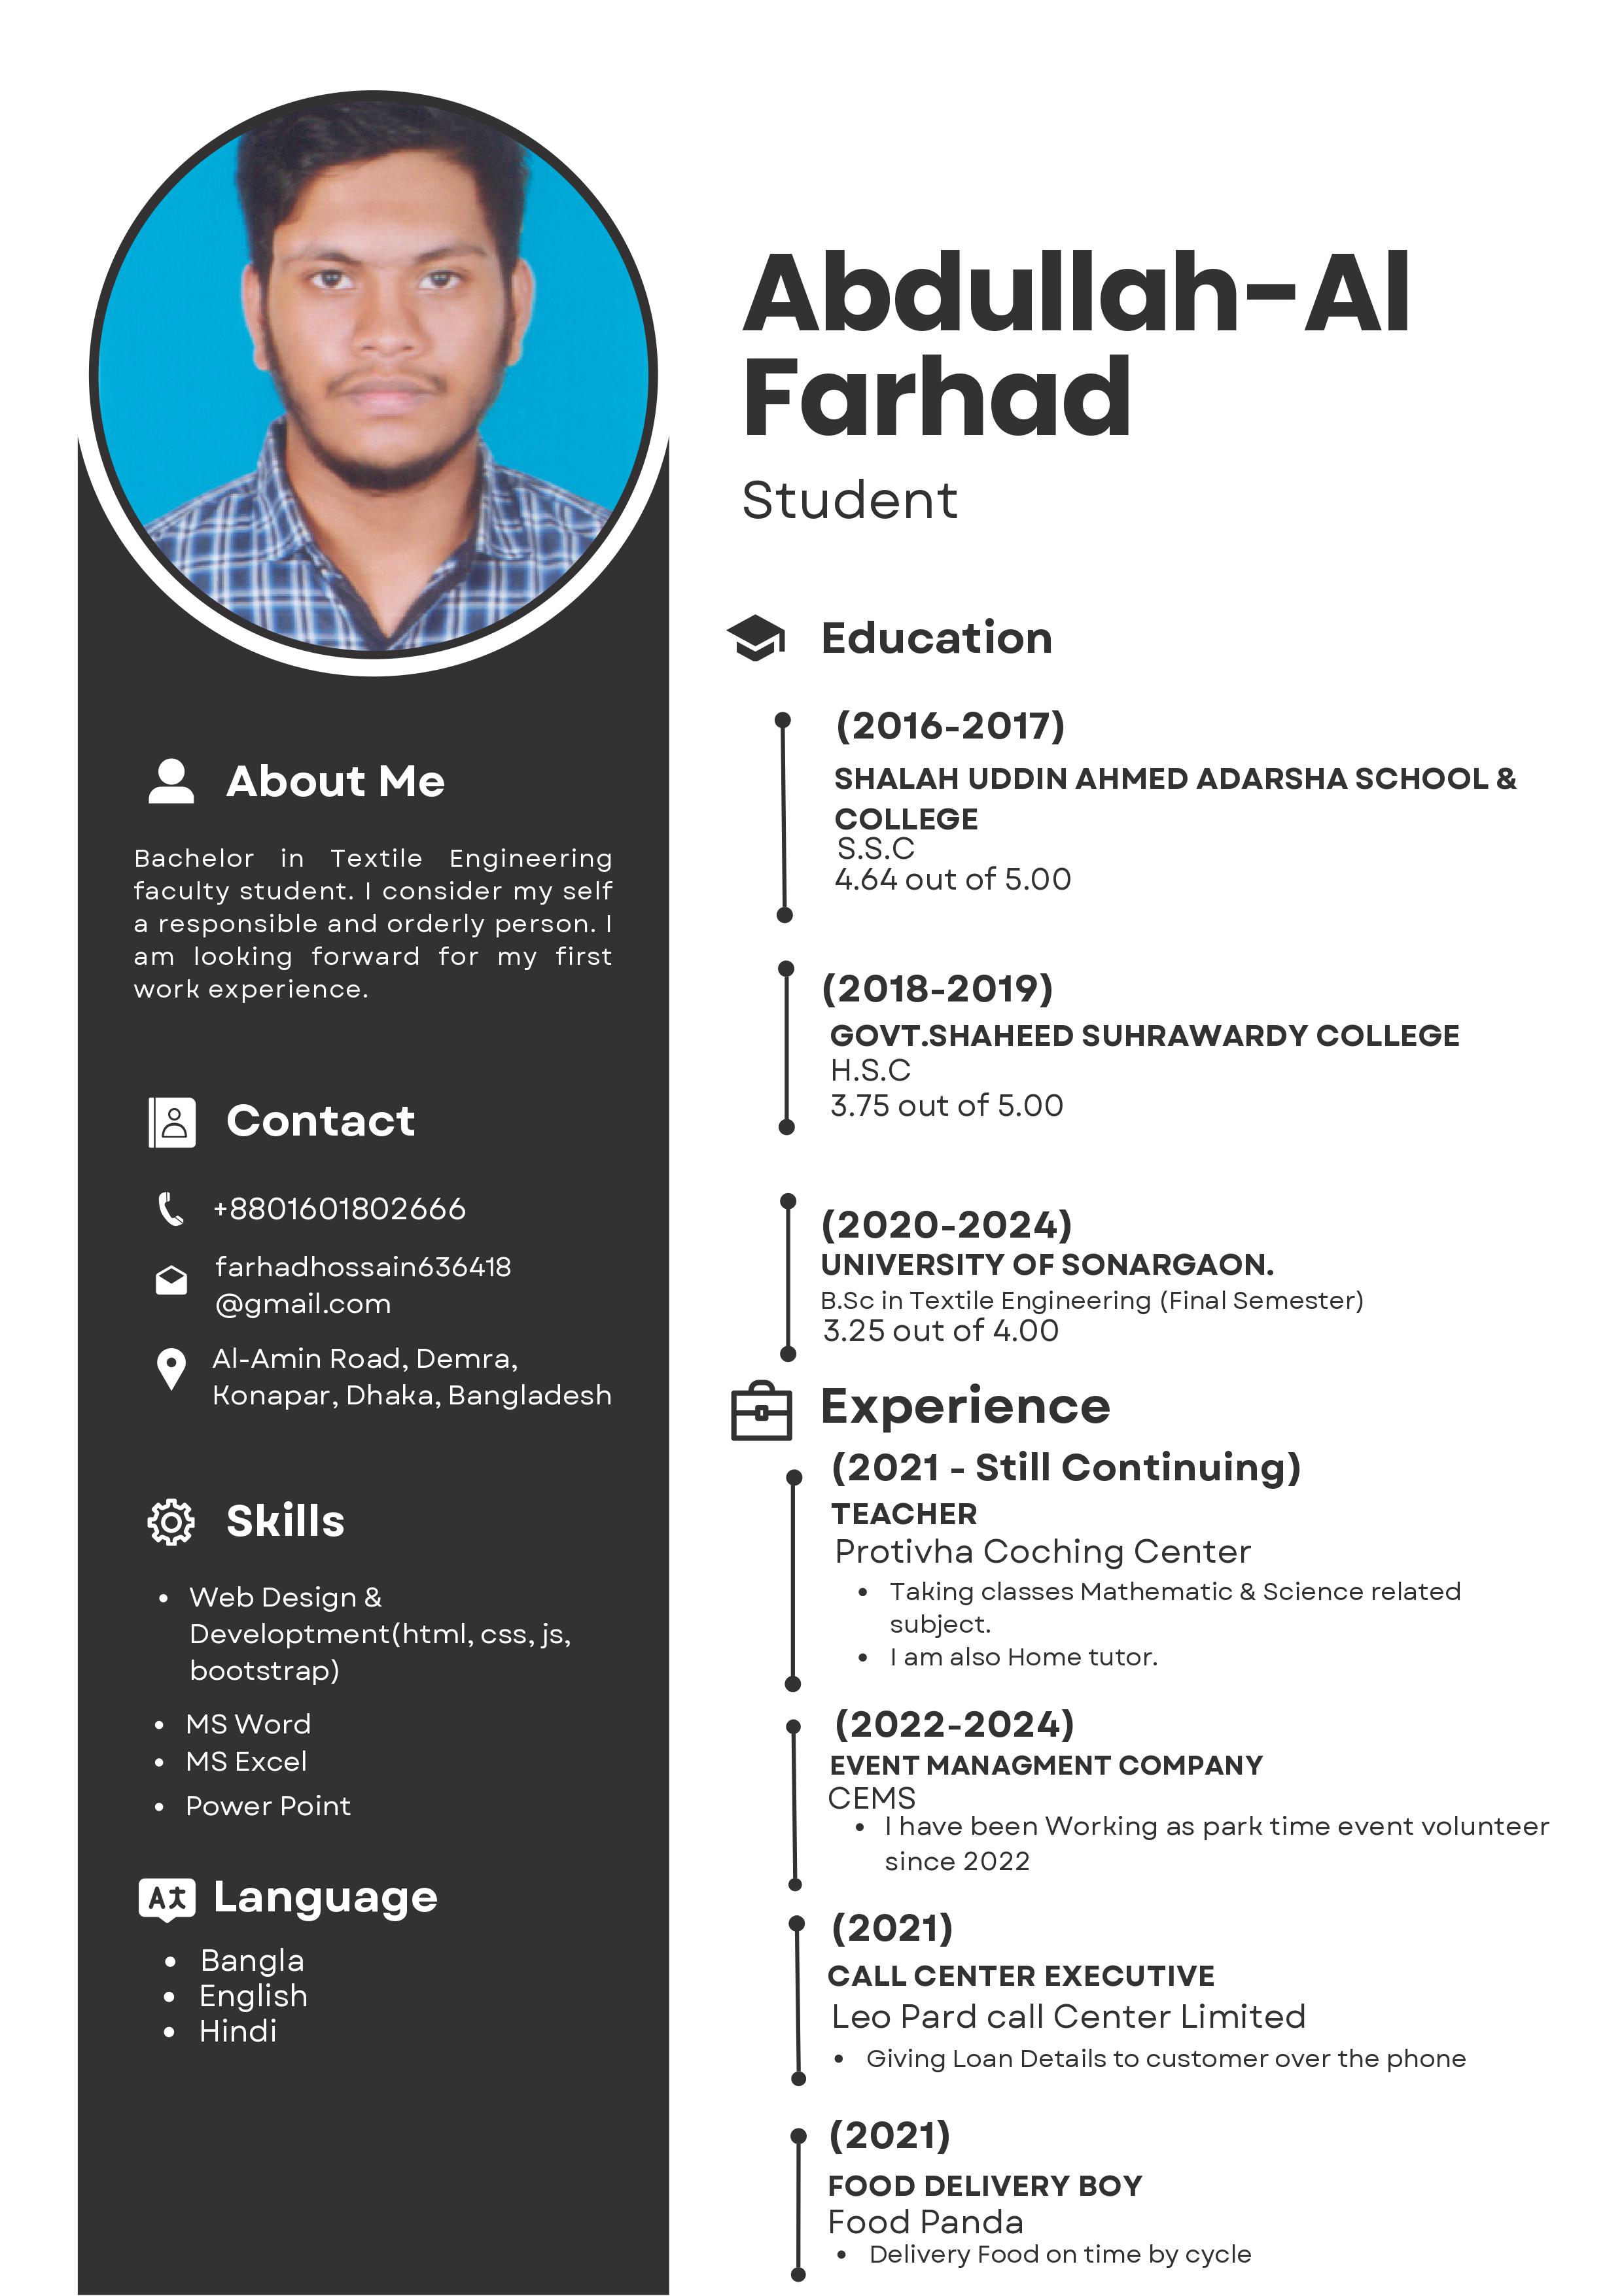 Abdullah-Al
Farhad
Student
About Me
Bachelor in Textile Engineering
faculty student. I consider my self
a responsible and orderly person. I
am looking forward for my first
work experience.
Contact
+8801601802666
farhadhossain636418
@gmail.com
Al-Amin Road, Demra,
Konapar, Dhaka, Bangladesh
Skills
• Web Design &
Developtment(html, css, js,
bootstrap)
• MS Word
• MS Excel
• Power Point
Language
• Bangla
• English
• Hindi
Education
(2016-2017)
SHALAH UDDIN AHMED ADARSHA SCHOOL &
COLLEGE
S.S.C
4.64 out of 5.00
(2018-2019)
GOVT.SHAHEED SUHRAWARDY COLLEGE
H.S.C
3.75 out of 5.00
(2020-2024)
UNIVERSITY OF SONARGAON.
B.Sc in Textile Engineering (Final Semester)
3.25 out of 4.00
Experience
(2021 - Still Continuing)
TEACHER
Protivha Coching Center
• Taking classes Mathematic & Science related
subject.
• I am also Home tutor.
(2022-2024)
EVENT MANAGMENT COMPANY
CEMS
• I have been Working as park time event volunteer
since 2022
(2021)
CALL CENTER EXECUTIVE
Leo Pard call Center Limited
• Giving Loan Details to customer over the phone
(2021)
FOOD DELIVERY BOY
Food Panda
• Delivery Food on time by cycle